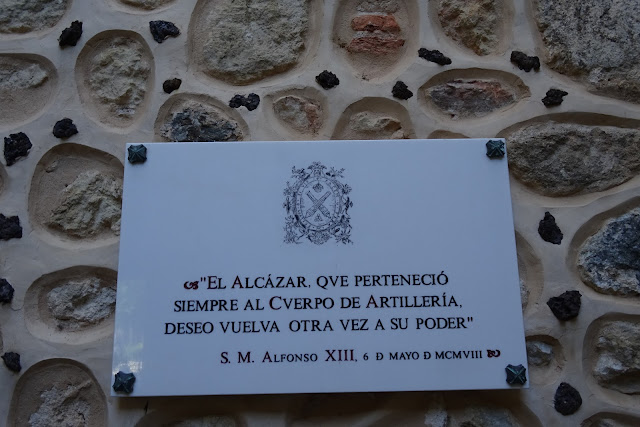 "EL ALCÁZAR, QVE PERTENECIÓ
SIEMPRE AL CVERPO DE ARTILLERÍA,
DESEO VUELVA OTRA VEZ A SU PODER"
S. M. ALFONSO XIII, 6 D MAYO D MCMVIII